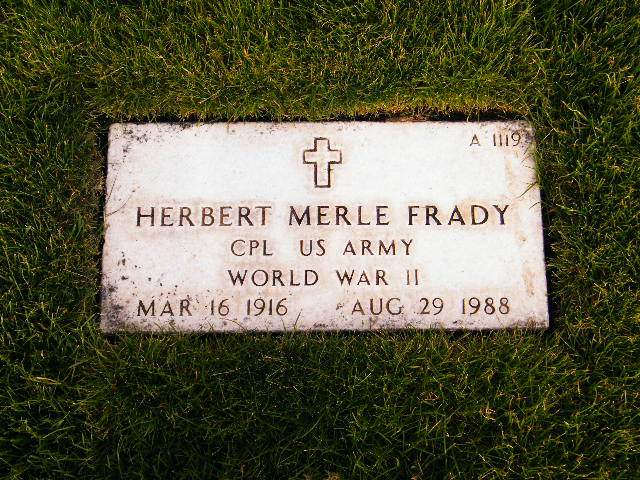 A 1119
HERBERT MERLE FRADY
CPL US ARMY
WORLD WAR II
MAR 16 1916 AUG 29 1988